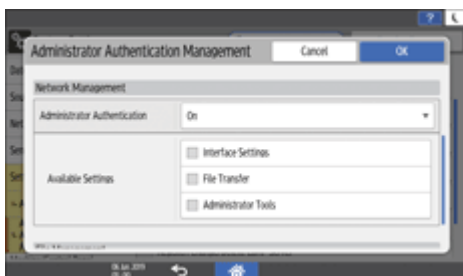 ?
Administrator Authentication Management
Cancel
OK
Network Management
Administrator Authentication
On
Available Settings
Interface Settings
File Transfer
Administrator Tools